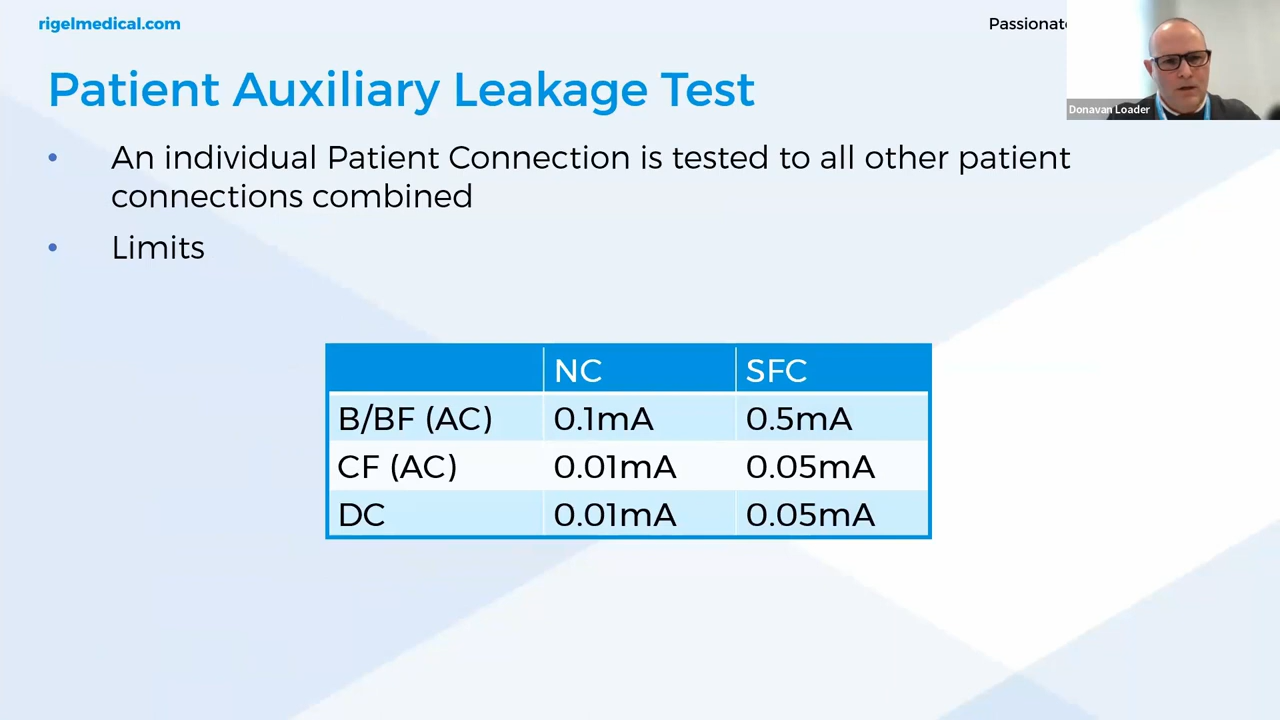 rigelmedical.com
Passionate
Donavan Loader
Patient Auxiliary Leakage Test
• An individual Patient Connection is tested to all other patient
connections combined
• Limits
NC SFC
B/BF (AC) 0.1mA 0.5mA
CF (AC) 0.01mA 0.05mA
DC 0.01mA 0.05mA